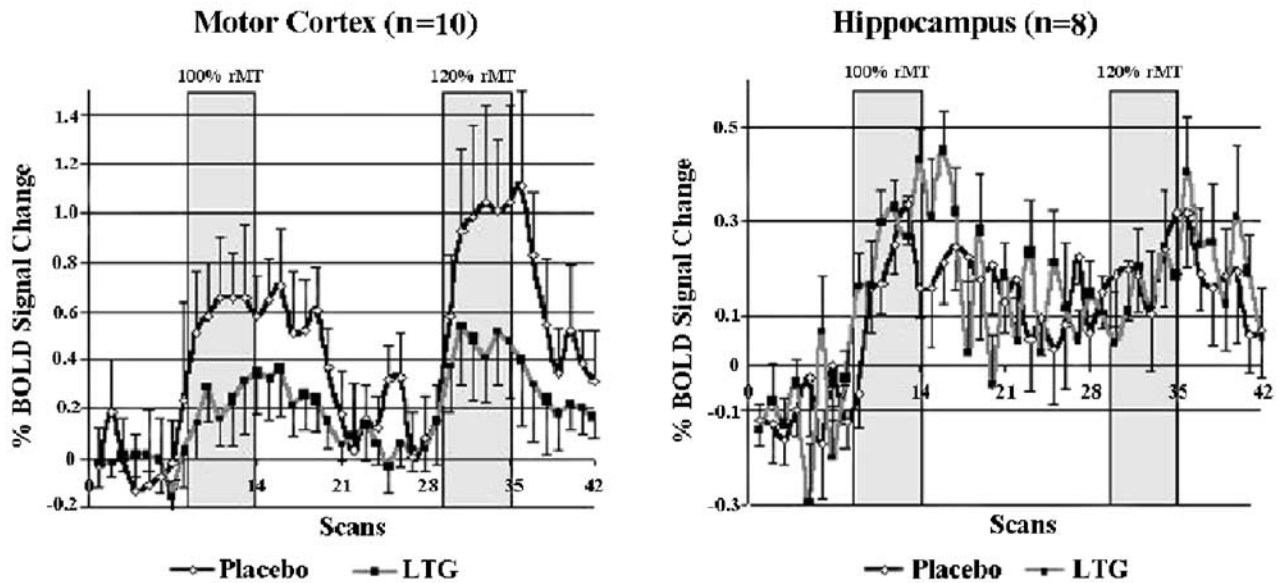 Motor Cortex (n=10)
100% rMT
120% rMT
% BOLD Signal Change
1.4
1.2
1.0
0.8
0.6
0.4
0.2
0
-0.2
0
14
21
28
35
42
Scans
Placebo
LTG
Hippocampus (n=8)
100% rMT
120% rMT
% BOLD Signal Change
0.5
0.3
0.1
0
-0.1
-0.3
0
14
21
28
35
42
Scans
Placebo
LTG